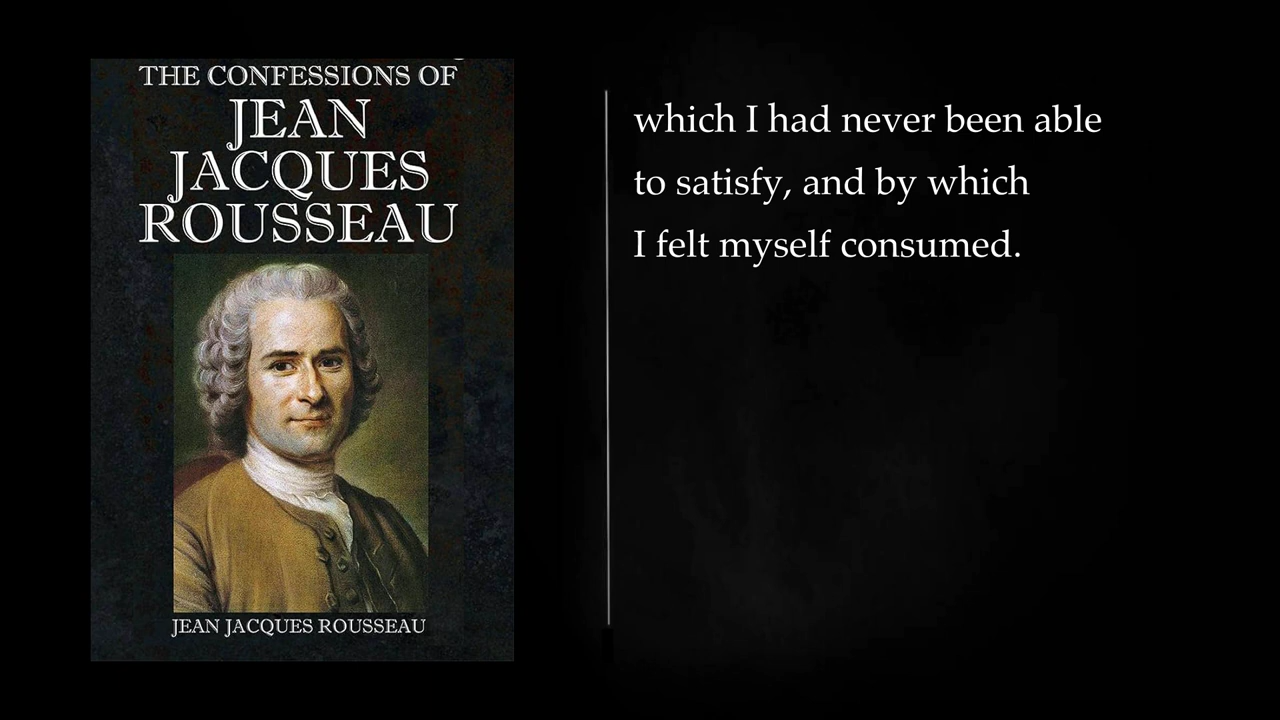 THE CONFESSIONS OF
JEAN
JACQUES
ROUSSEAU
JEAN JACQUES ROUSSEAU
which I had never been able
to satisfy, and by which
I felt myself consumed.